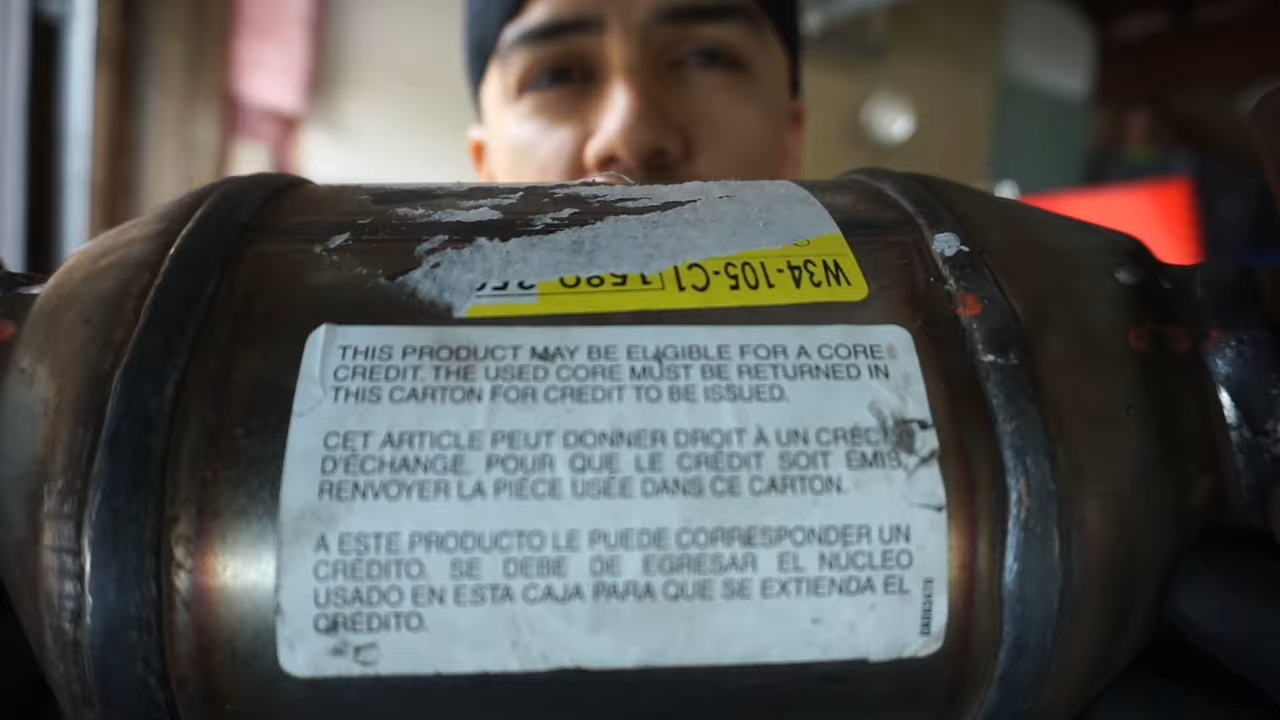 W34-105-C1 1580
THIS PRODUCT MAY BE ELIGIBLE FOR A CORE
CREDIT. THE USED CORE MUST BE RETURNED IN
THIS CARTON FOR CREDIT TO BE ISSUED.
CET ARTICLE PEUT DONNER DROIT À UN
D'ÉCHANGE. POUR QUE LE CRÉDIT SOIT ÉMIS,
RENVOYER LA PIÈCE USÉE DANS CE CARTON.
A ESTE PRODUCTO LE PUEDE CORRESPONDER UN
CRÉDITO. SE DEBE DE EGRESAR EL NÚCLEO
USADO EN ESTA CAJA PARA QUE SE EXTIENDA EL
CRÉDITO.